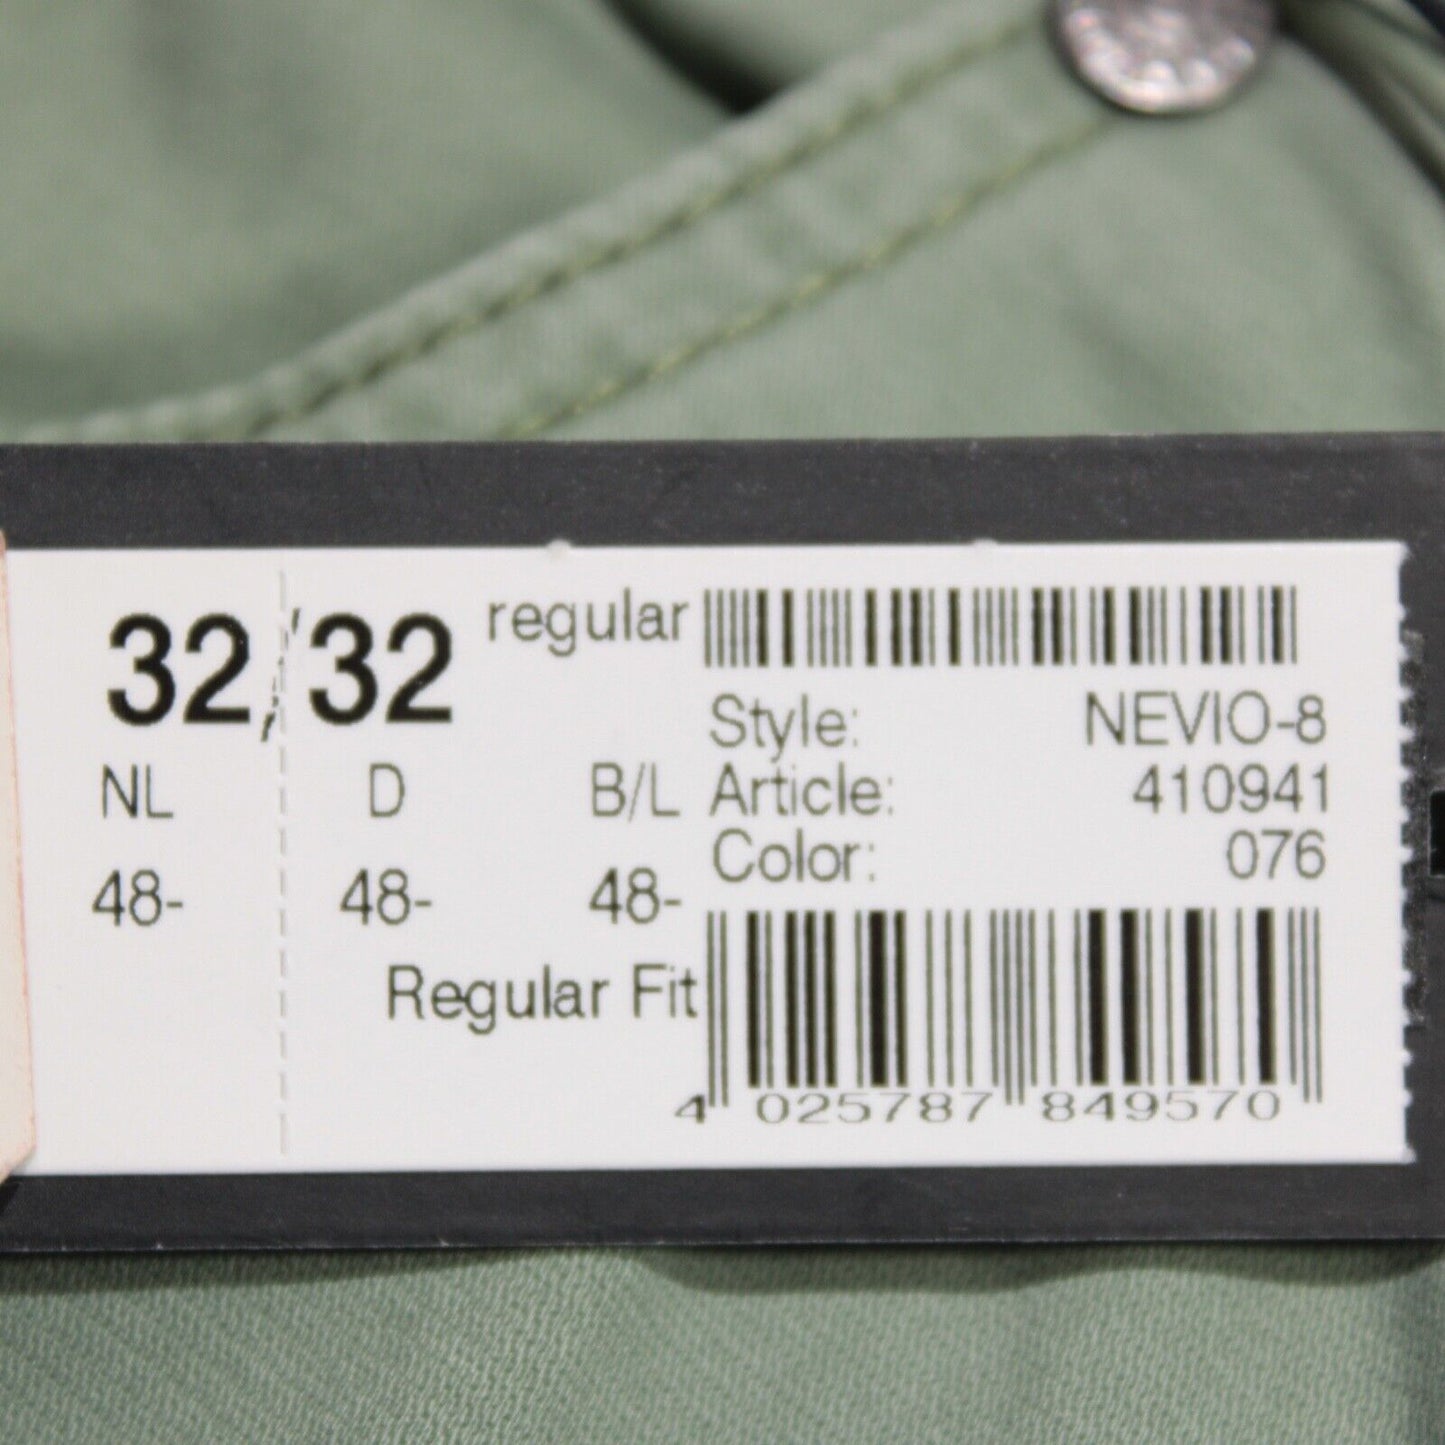 32/32 regular
NL D B/L
48- 48- 48-
Regular Fit
Style: NEVIO-8
Article: 410941
Color: 076
4 025787 849570